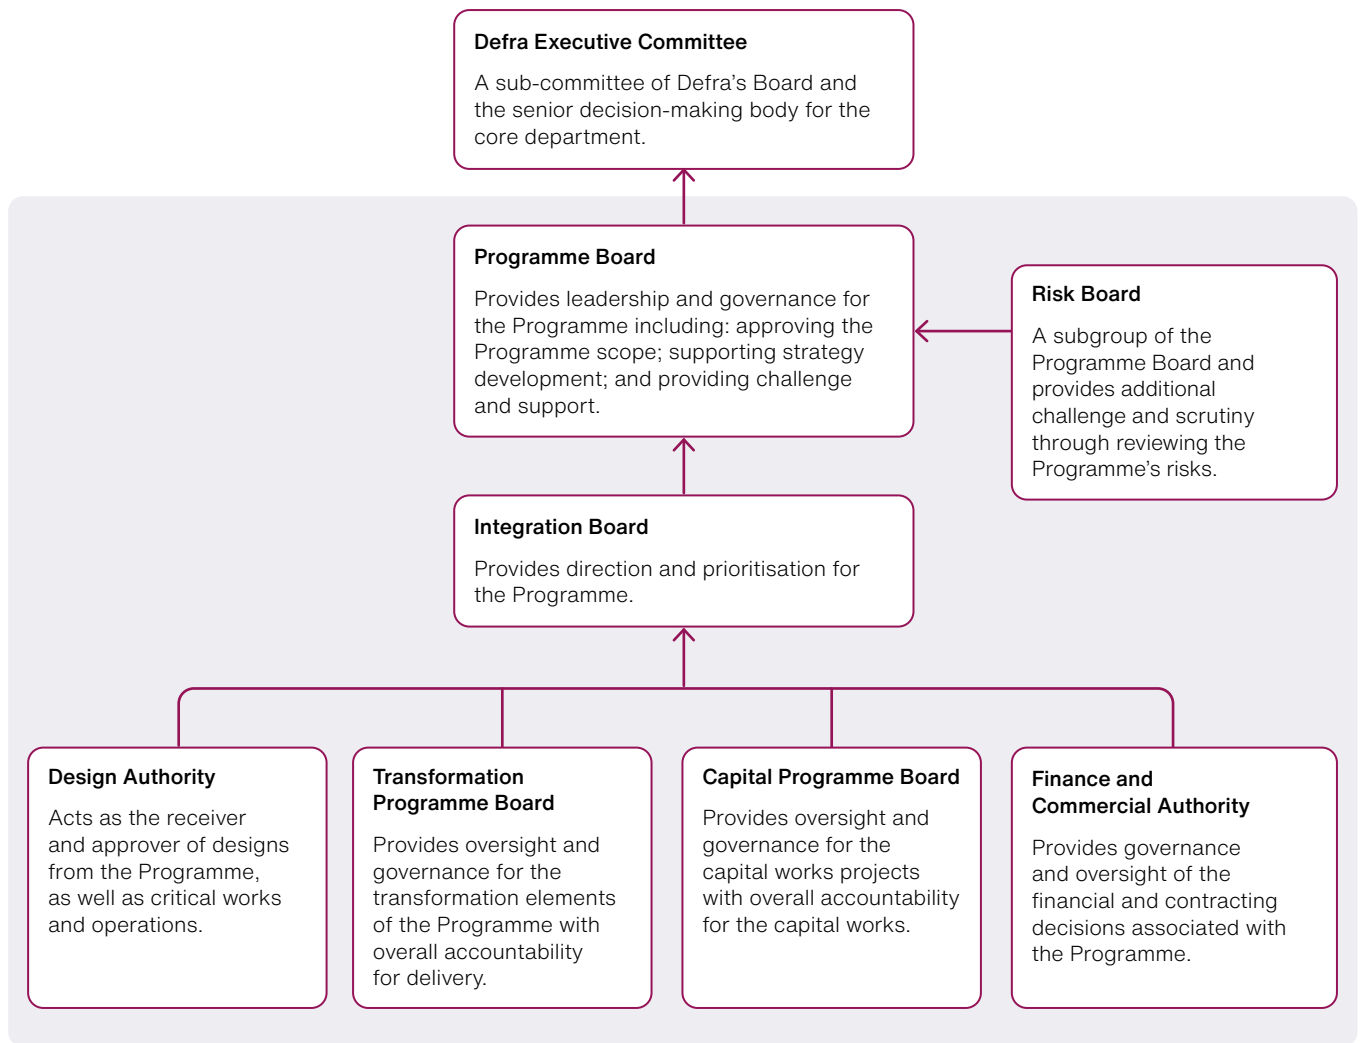 Defra Executive Committee
A sub-committee of Defra’s Board and
the senior decision-making body for the
core department.
Programme Board
Provides leadership and governance for
the Programme including: approving the
Programme scope; supporting strategy
development; and providing challenge
and support.
Risk Board
A subgroup of the
Programme Board and
provides additional
challenge and scrutiny
through reviewing the
Programme’s risks.
Integration Board
Provides direction and prioritisation for
the Programme.
Design Authority
Acts as the receiver
and approver of designs
from the Programme,
as well as critical works
and operations.
Transformation
Programme Board
Provides oversight and
governance for the
transformation elements
of the Programme with
overall accountability
for delivery.
Capital Programme Board
Provides oversight and
governance for the
capital works projects
with overall accountability
for the capital works.
Finance and
Commercial Authority
Provides governance
and oversight of the
financial and contracting
decisions associated with
the Programme.